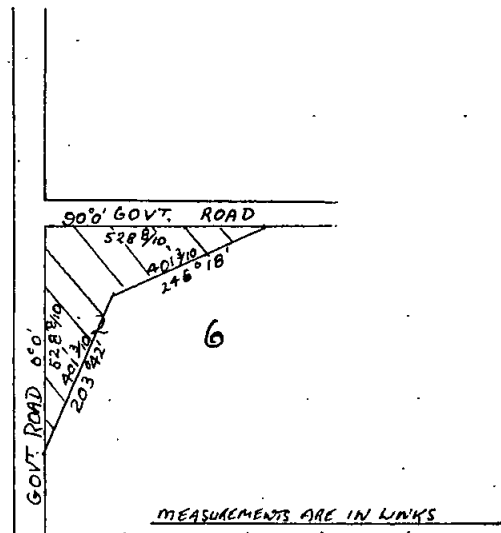 90°0' GOVT. ROAD
528 8/10
401 3/10
246° 18'
6
528 8/10
401 3/10
203° 42'
GOVT. ROAD 0°0'
MEASUREMENTS ARE IN LINKS